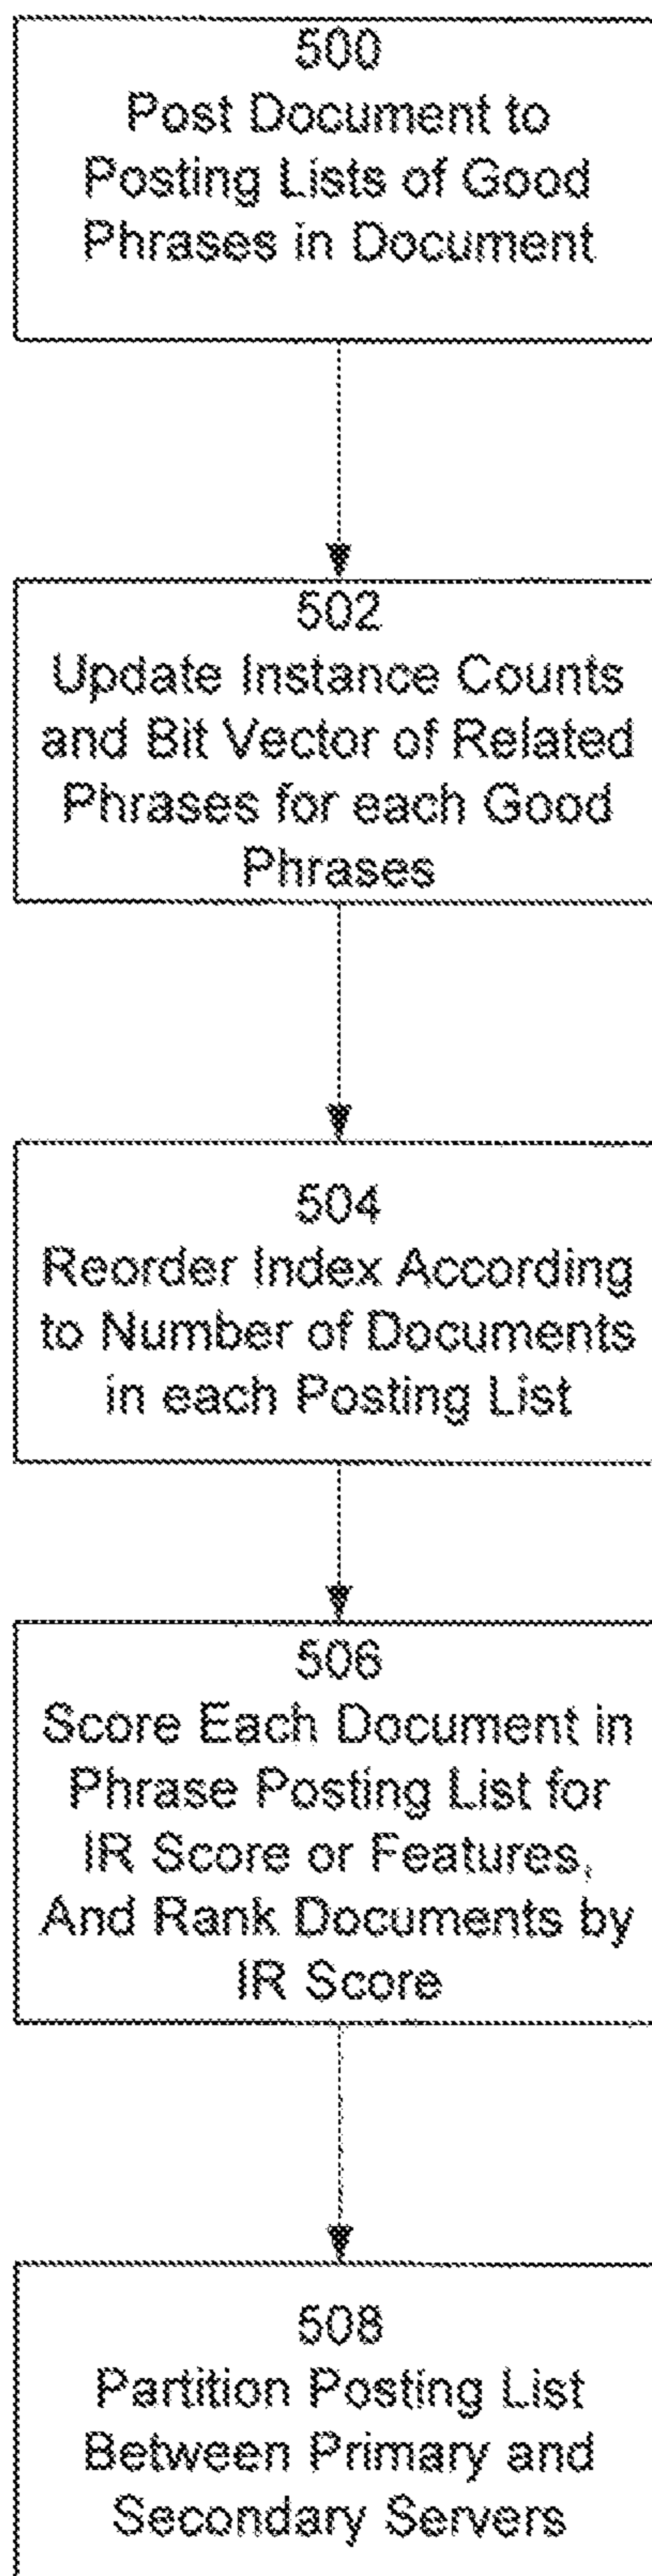 500
Post Document to
Posting Lists of Good
Phrases in Document
502
Update Instance Counts
and Bit Vector of Related
Phrases for each Good
Phrases
504
Reorder Index According
to Number of Documents
in each Posting List
506
Score Each Document in
Phrase Posting List for
IR Score or Features,
And Rank Documents by
IR Score
508
Partition Posting List
Between Primary and
Secondary Servers